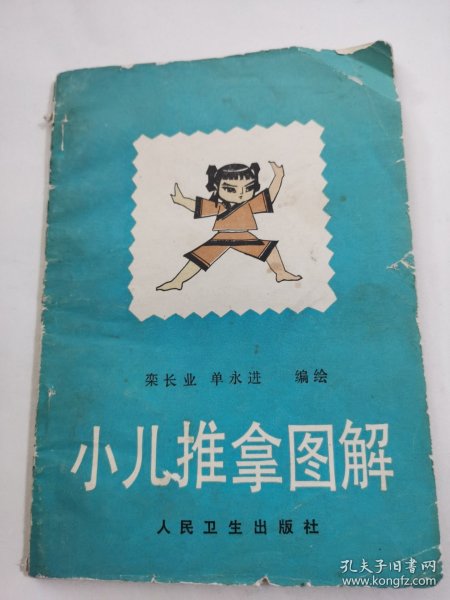 栾长业 单永进 编绘
小儿推拿图解
人民卫生出版社
孔夫子旧书网
www.kongfz.com